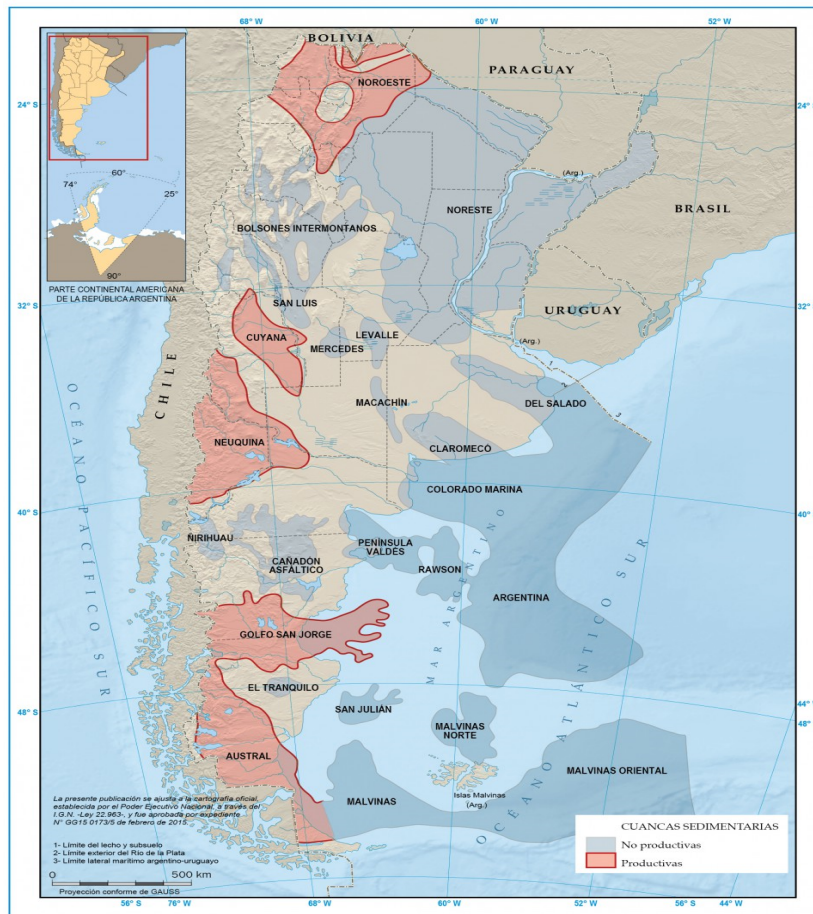 68° W
BOLIVIA
60° W
52° W
PARAGUAY
NOROESTE
24° S
24° S
60°
74°
25°
90°
PARTE CONTINENTAL AMERICANA
DE LA REPÚBLICA ARGENTINA
(Arg.)
NORESTE
BRASIL
BOLSONES INTERMONTANOS
32° S
SAN LUIS
32° S
URUGUAY
CUYANA
LEVALLE
MERCEDES
(Arg.)
1
2
3
CHILE
MACACHÍN
DEL SALADO
NEUQUINA
CLAROMECÓ
COLORADO MARINA
OCÉANO PACÍFICO SUR
40° S
40° S
ÑIRIHUAU
PENÍNSULA
VALDÉS
CAÑADÓN
ASFÁLTICO
RAWSON
ARGENTINA
MAR ARGENTINO
OCÉANO ATLÁNTICO SUR
GOLFO SAN JORGE
EL TRANQUILO
SAN JULIÁN
48° S
44° S
48° S
MALVINAS
NORTE
AUSTRAL
MALVINAS ORIENTAL
MALVINAS
Islas Malvinas
(Arg.)
La presente publicación se ajusta a la cartografía oficial,
establecida por el Poder Ejecutivo Nacional, a través del
I.G.N. -Ley 22.963-, y fue aprobada por expediente
N° GG15 0173/5 de febrero de 2015.
1- Límite del lecho y subsuelo
2- Límite exterior del Río de la Plata
3- Límite lateral marítimo argentino-uruguayo
0 500 km
Proyección conforme de GAUSS
CUANCAS SEDIMENTARIAS
No productivas
Productivas
56° S
76° W
68° W
60° W
52° W
56° S
44° W